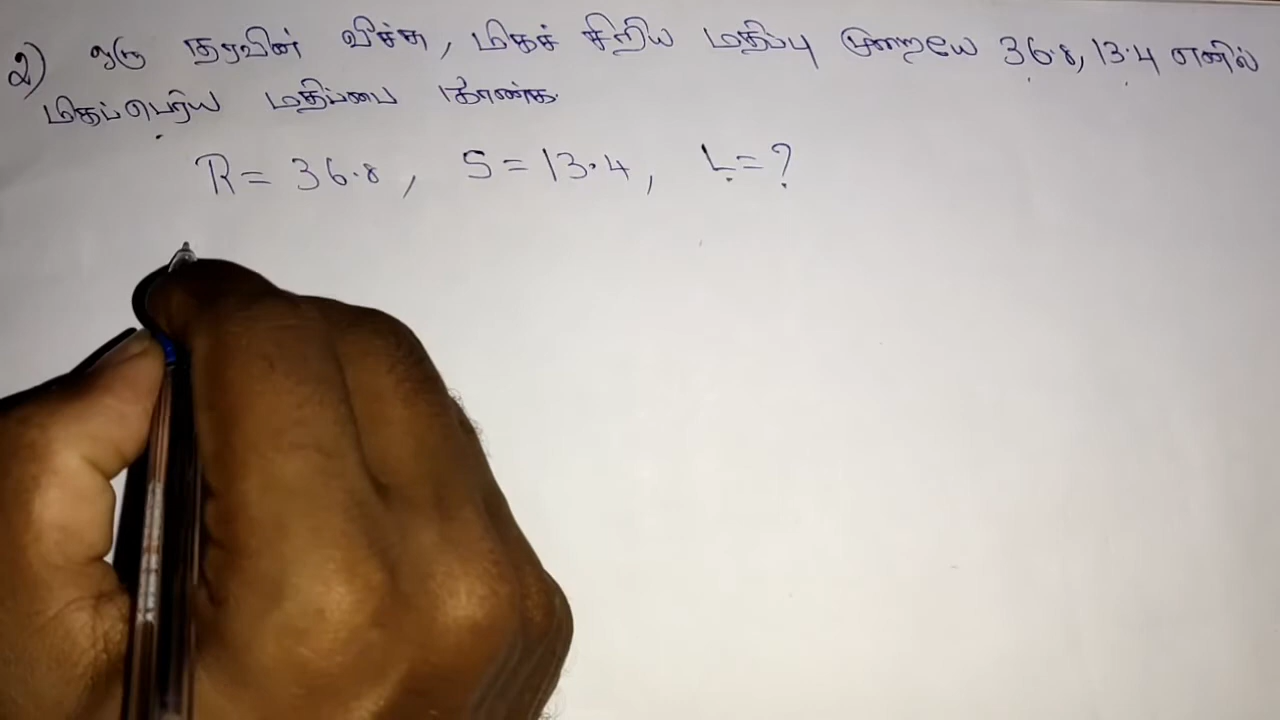 2) ஒரு தரவின் வீச்சு, மிகச் சிறிய மதிப்பு முறையே 36.8, 13.4 எனில்
மிகப்பெரிய மதிப்பை காண்க.
R = 36.8, S = 13.4, L = ?